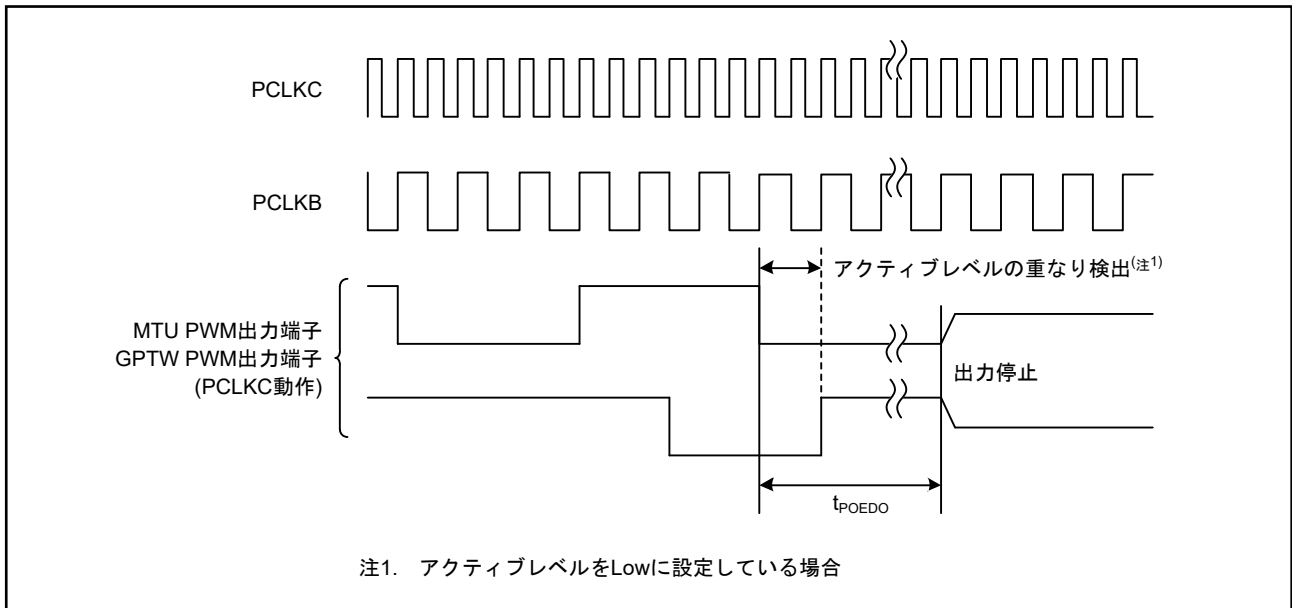 PCLKC
PCLKB
アクティブレベルの重なり検出(注1)
MTU PWM出力端子
GPTW PWM出力端子
(PCLKC動作)
出力停止
tPOEDO
注1. アクティブレベルをLowに設定している場合